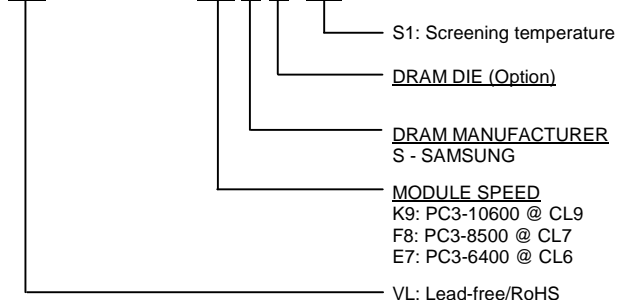 S1: Screening temperature
DRAM DIE (Option)
DRAM MANUFACTURER
S - SAMSUNG
MODULE SPEED
K9: PC3-10600 @ CL9
F8: PC3-8500 @ CL7
E7: PC3-6400 @ CL6
VL: Lead-free/RoHS